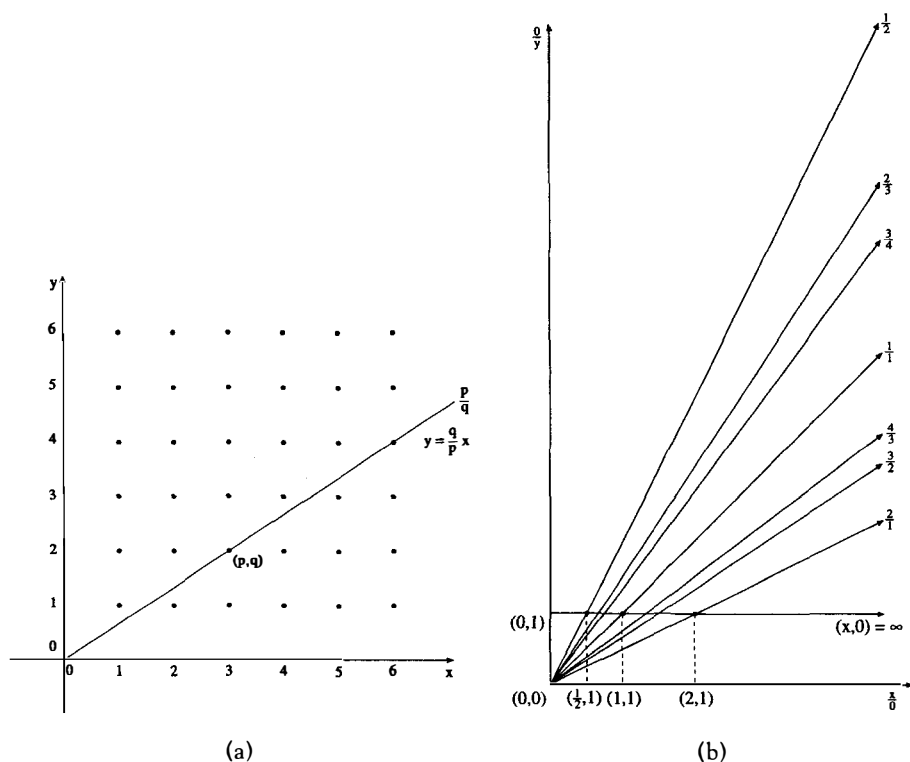 y
6
5
4
3
2
1
0
0 1 2 3 4 5 6 x
(p,q)
p/q
y = q/p x
(a)
0/y
1/2
2/3
3/4
1/1
4/3
3/2
2/1
(0,1)
(x,0) = ∞
(0,0) (1/2,1) (1,1) (2,1) x/0
(b)